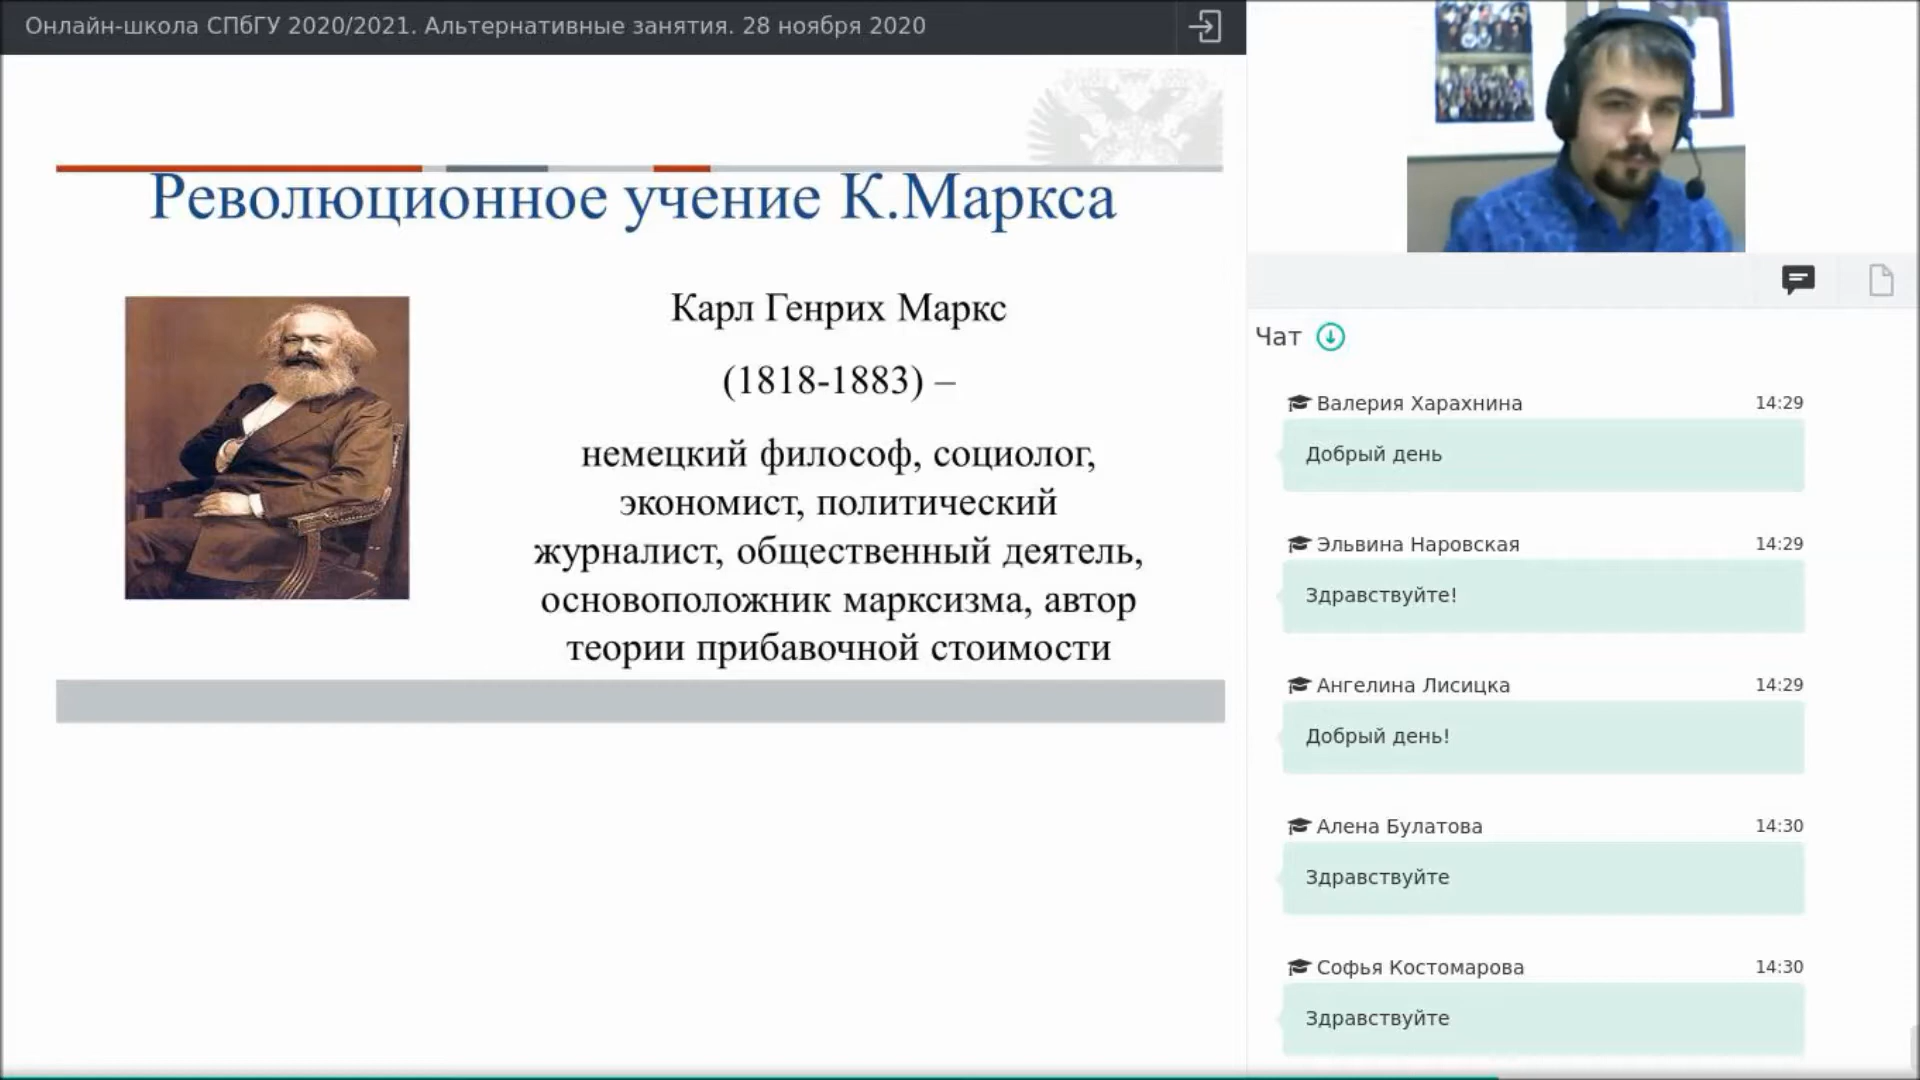 Онлайн-школа СПбГУ 2020/2021. Альтернативные занятия. 28 ноября 2020
Революционное учение К.Маркса
Карл Генрих Маркс
(1818-1883) –
немецкий философ, социолог,
экономист, политический
журналист, общественный деятель,
основоположник марксизма, автор
теории прибавочной стоимости
Чат
Валерия Харахнина 14:29
Добрый день
Эльвина Наровская 14:29
Здравствуйте!
Ангелина Лисицка 14:29
Добрый день!
Алена Булатова 14:30
Здравствуйте
Софья Костомарова 14:30
Здравствуйте